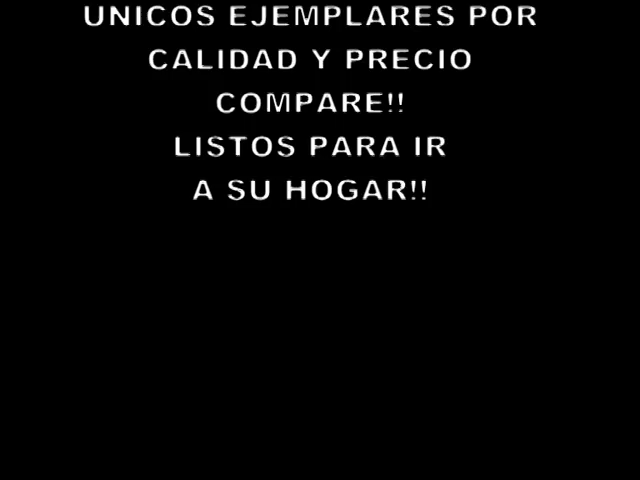 UNICOS EJEMPLARES POR
CALIDAD Y PRECIO
COMPARE!!
LISTOS PARA IR
A SU HOGAR!!